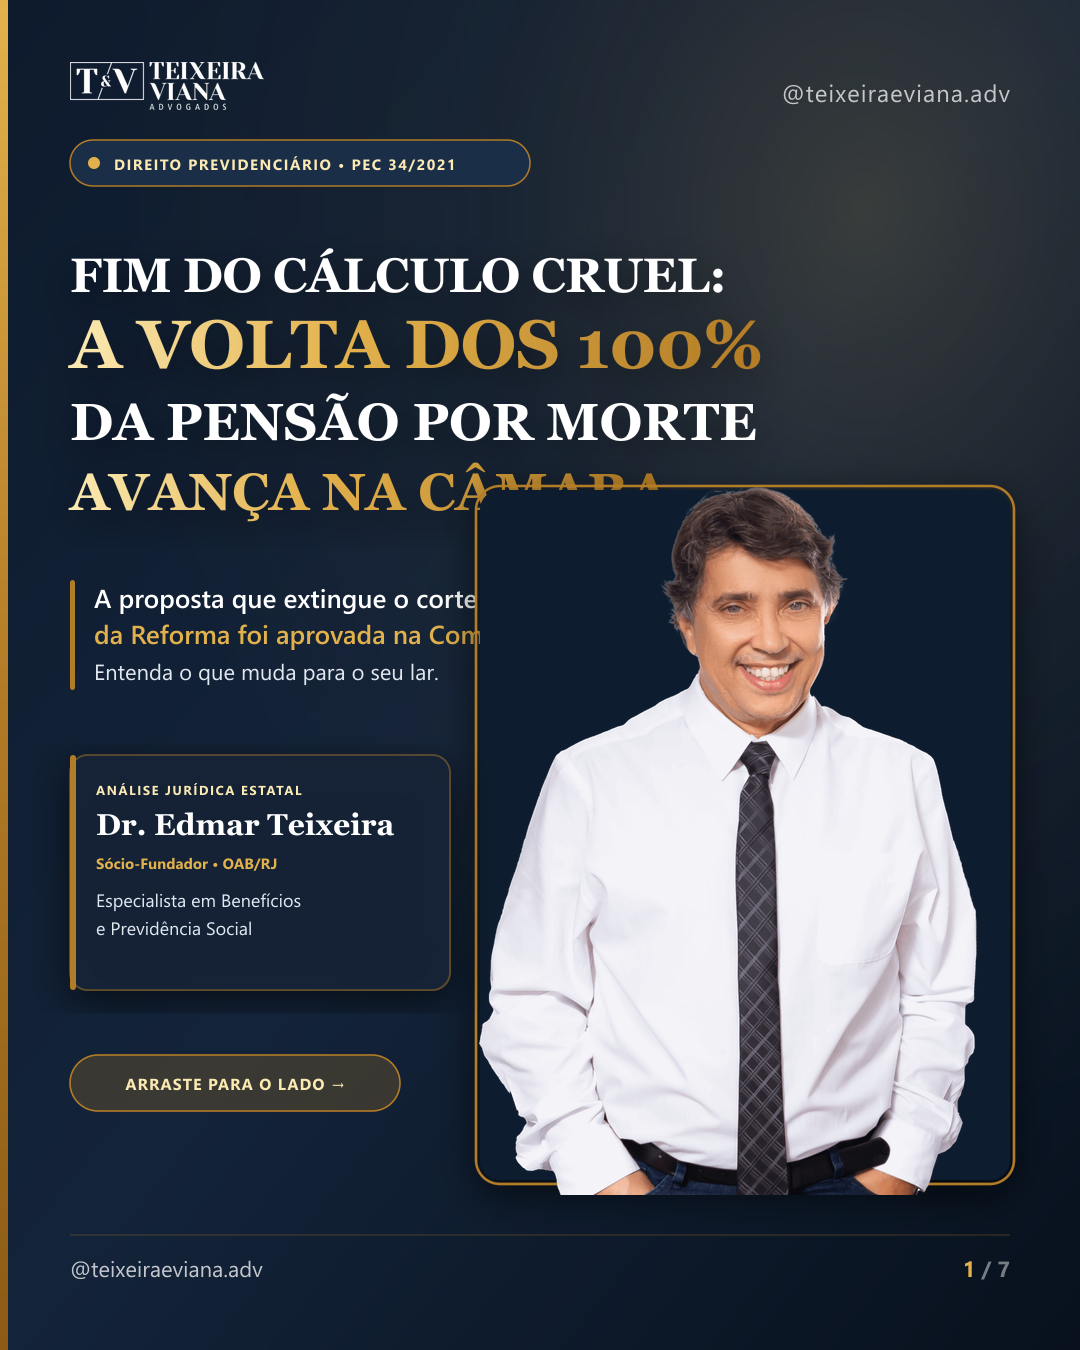 T&V TEIXEIRA
VIANA
ADVOGADOS
@teixeiraeviana.adv
DIREITO PREVIDENCIÁRIO • PEC 34/2021
FIM DO CÁLCULO CRUEL:
A VOLTA DOS 100%
DA PENSÃO POR MORTE
AVANÇA NA CÂMARA
A proposta que extingue o corte
da Reforma foi aprovada na Com
Entenda o que muda para o seu lar.
ANÁLISE JURÍDICA ESTATAL
Dr. Edmar Teixeira
Sócio-Fundador • OAB/RJ
Especialista em Benefícios
e Previdência Social
ARRASTE PARA O LADO →
@teixeiraeviana.adv
1 / 7